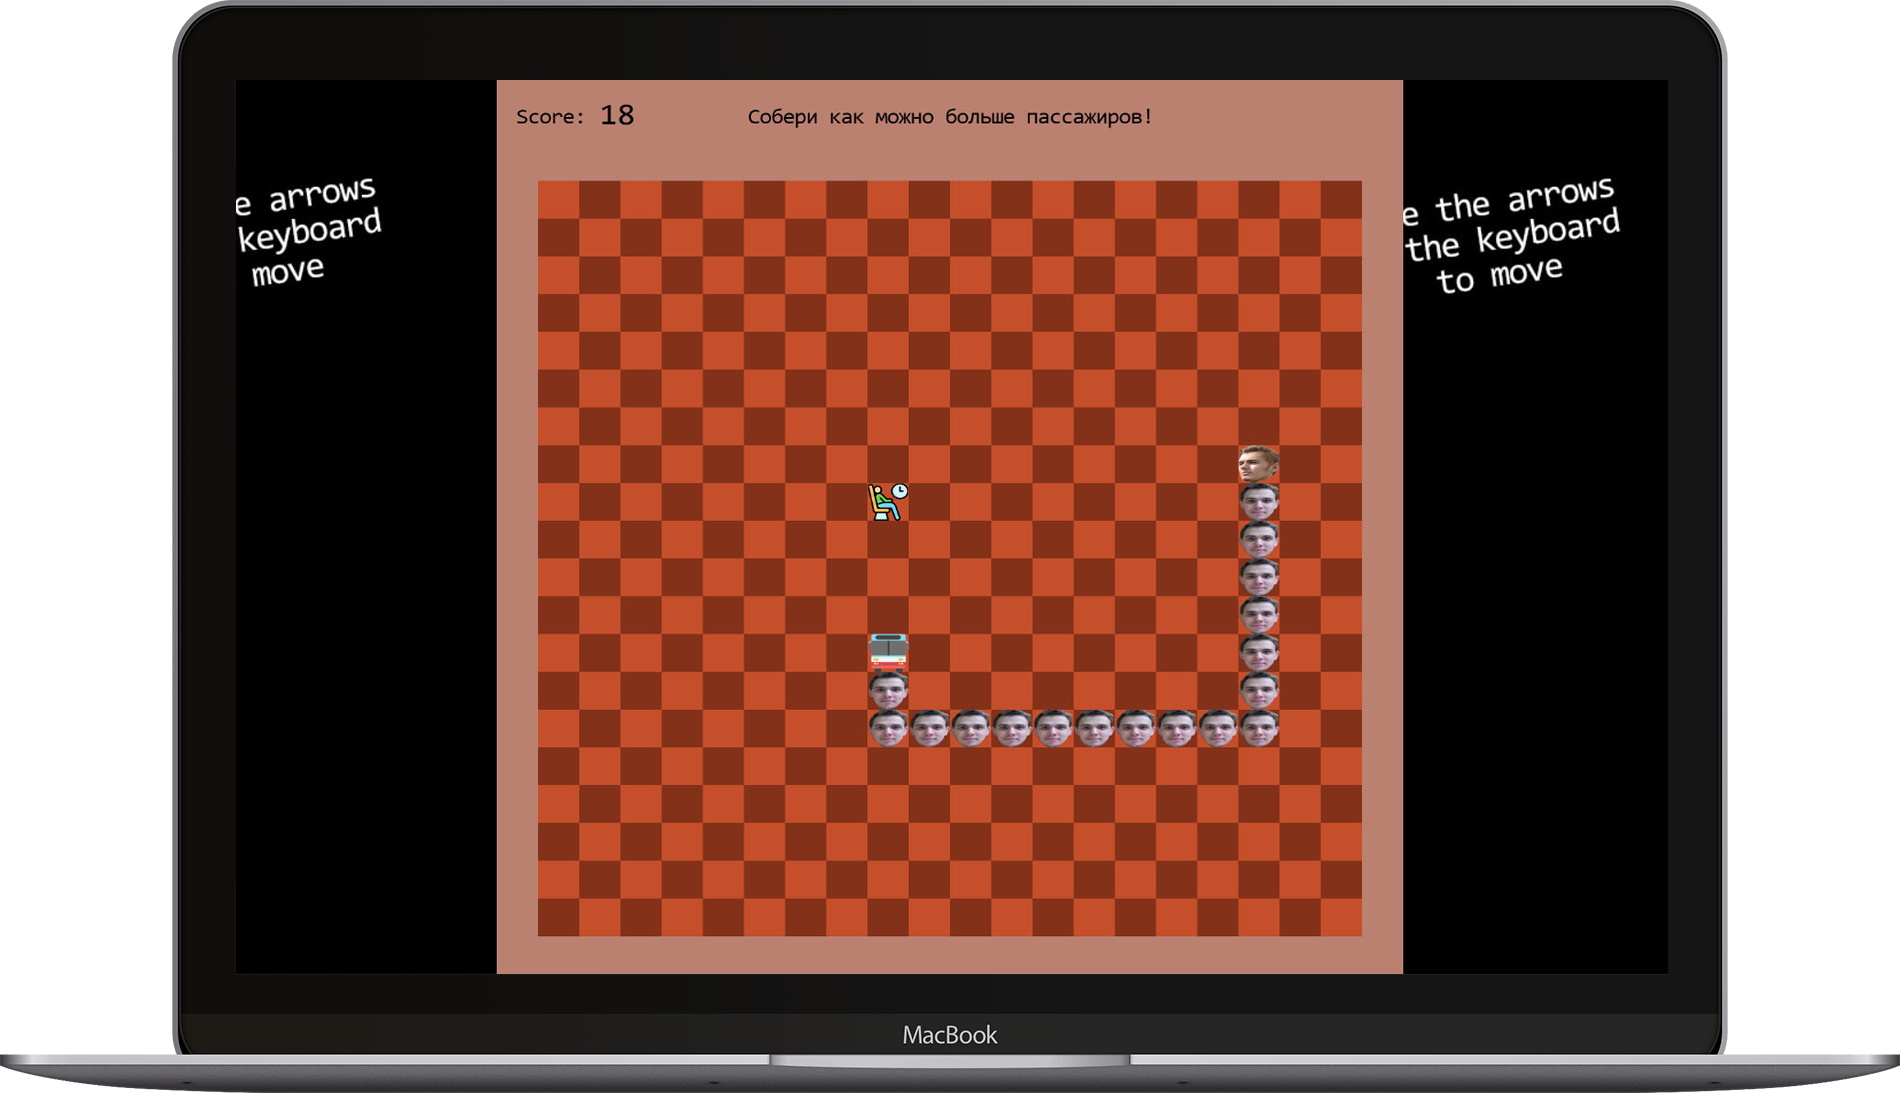 Score: 18
Собери как можно больше пассажиров!
e arrows
keyboard
move
e the arrows
the keyboard
to move
MacBook